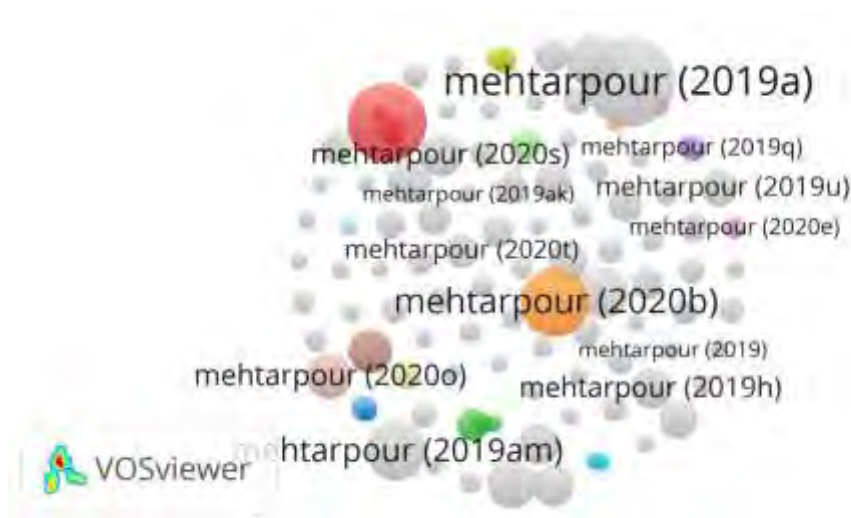 mehtarpour (2019a)
mehtarpour (2020s)
mehtarpour (2019q)
mehtarpour (2019ak)
mehtarpour (2019u)
mehtarpour (2020e)
mehtarpour (2020t)
mehtarpour (2020b)
mehtarpour (2019)
mehtarpour (2020o)
mehtarpour (2019h)
mehtarpour (2019am)
VOSviewer